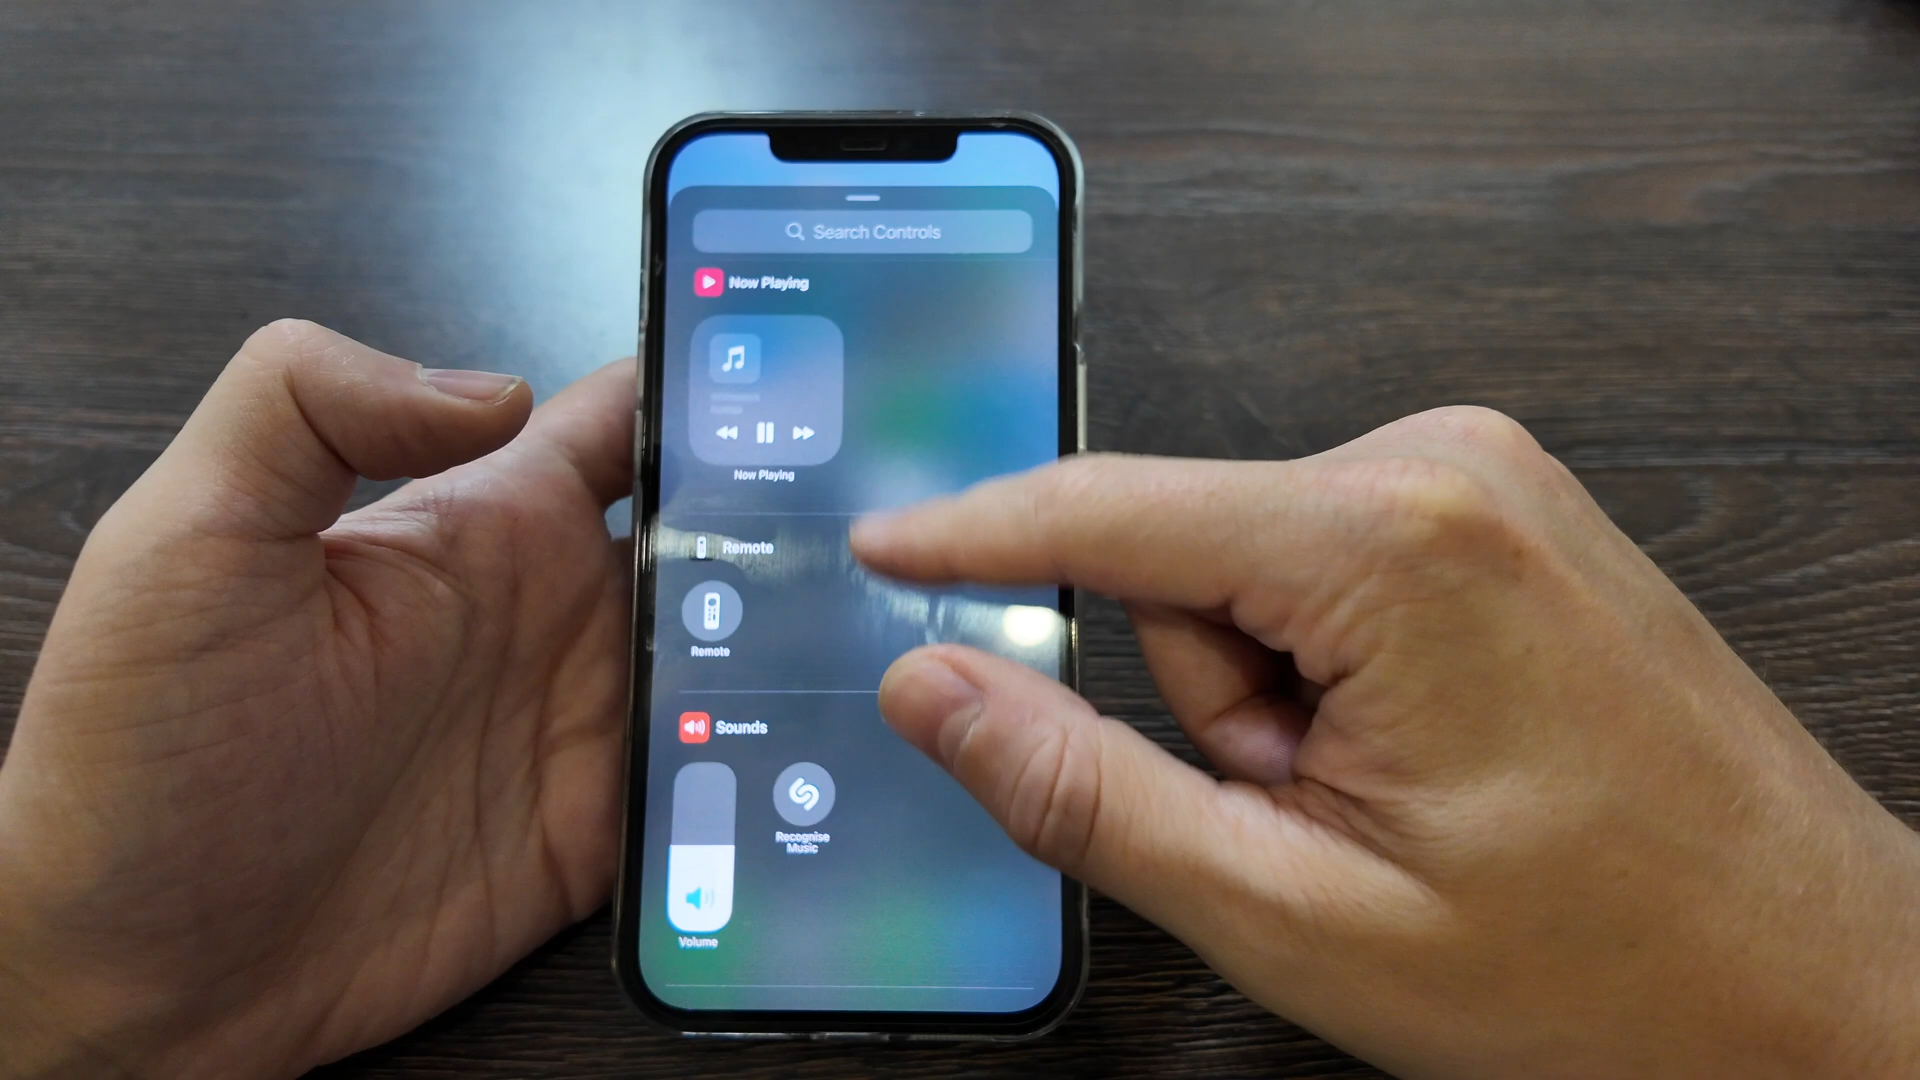 Search Controls
Now Playing
Now Playing
Remote
Remote
Sounds
Recognise
Music
Volume